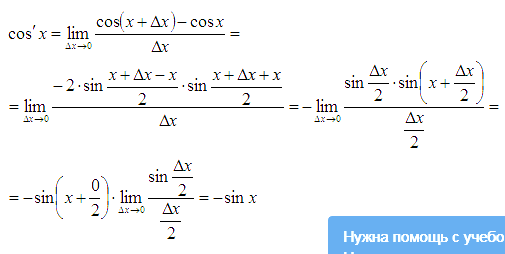 cos′x = lim_{Δx→0} (cos(x + Δx) − cos x) / Δx =
= lim_{Δx→0} (−2 · sin((x + Δx − x) / 2) · sin((x + Δx + x) / 2)) / Δx = − lim_{Δx→0} (sin(Δx / 2) · sin(x + Δx / 2)) / (Δx / 2) =
= −sin(x + 0 / 2) · lim_{Δx→0} (sin(Δx / 2)) / (Δx / 2) = −sin x
Нужна помощь с учебо